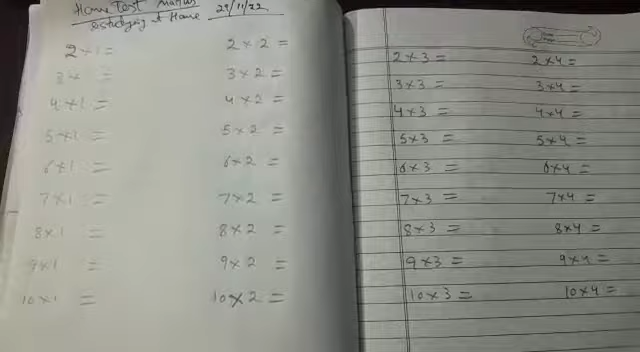 Home Test Maths
Studying at Home 29/11/22
2×1= 2×2=
3× = 3×2=
4×1= 4×2=
5×1= 5×2=
6×1= 6×2=
7×1= 7×2=
8×1 = 8×2=
9×1 = 9×2 =
10×1 = 10×2=
2×3= 2×4=
3×3= 3×4=
4×3= 4×4=
5×3= 5×4=
6×3= 6×4=
7×3= 7×4=
8×3= 8×4=
9×3= 9×4=
10×3= 10×4=